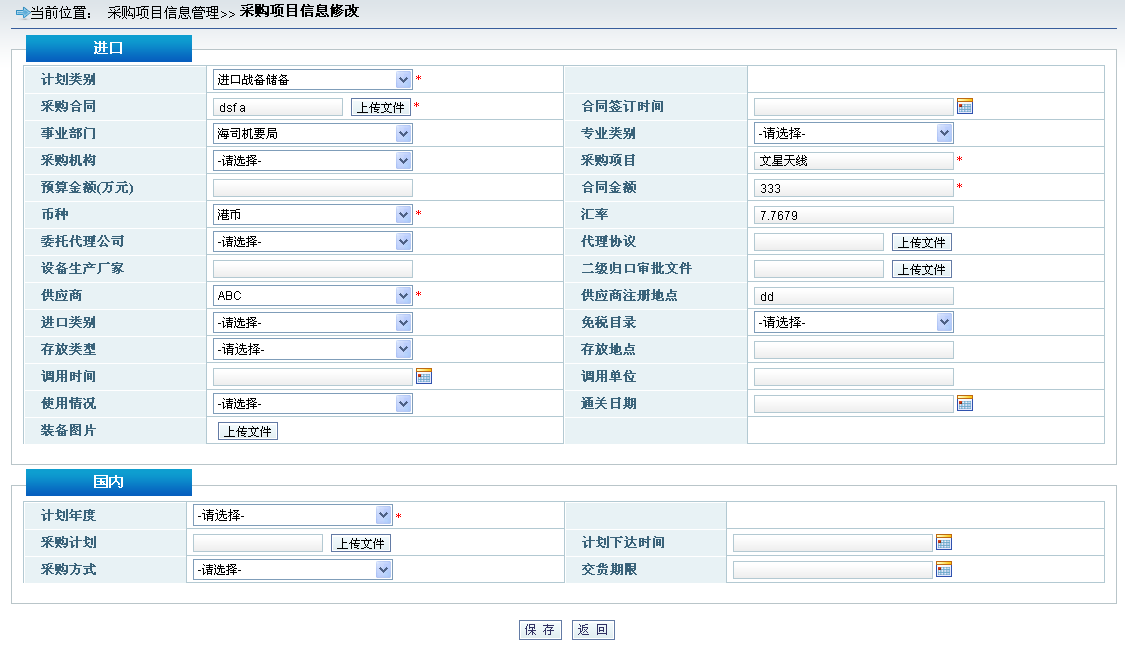 当前位置： 采购项目信息管理>> 采购项目信息修改
进口
计划类别 进口战备储备 *
采购合同 dsfa 上传文件 * 合同签订时间
事业部门 海司机要局 专业类别 -请选择-
采购机构 -请选择- 采购项目 文星天线 *
预算金额(万元) 合同金额 333 *
币种 港币 * 汇率 7.7679
委托代理公司 -请选择- 代理协议 上传文件
设备生产厂家 二级归口审批文件 上传文件
供应商 ABC * 供应商注册地点 dd
进口类别 -请选择- 免税目录 -请选择-
存放类型 -请选择- 存放地点
调用时间 调用单位
使用情况 -请选择- 通关日期
装备图片 上传文件
国内
计划年度 -请选择- *
采购计划 上传文件 计划下达时间
采购方式 -请选择- 交货期限
保 存 返 回